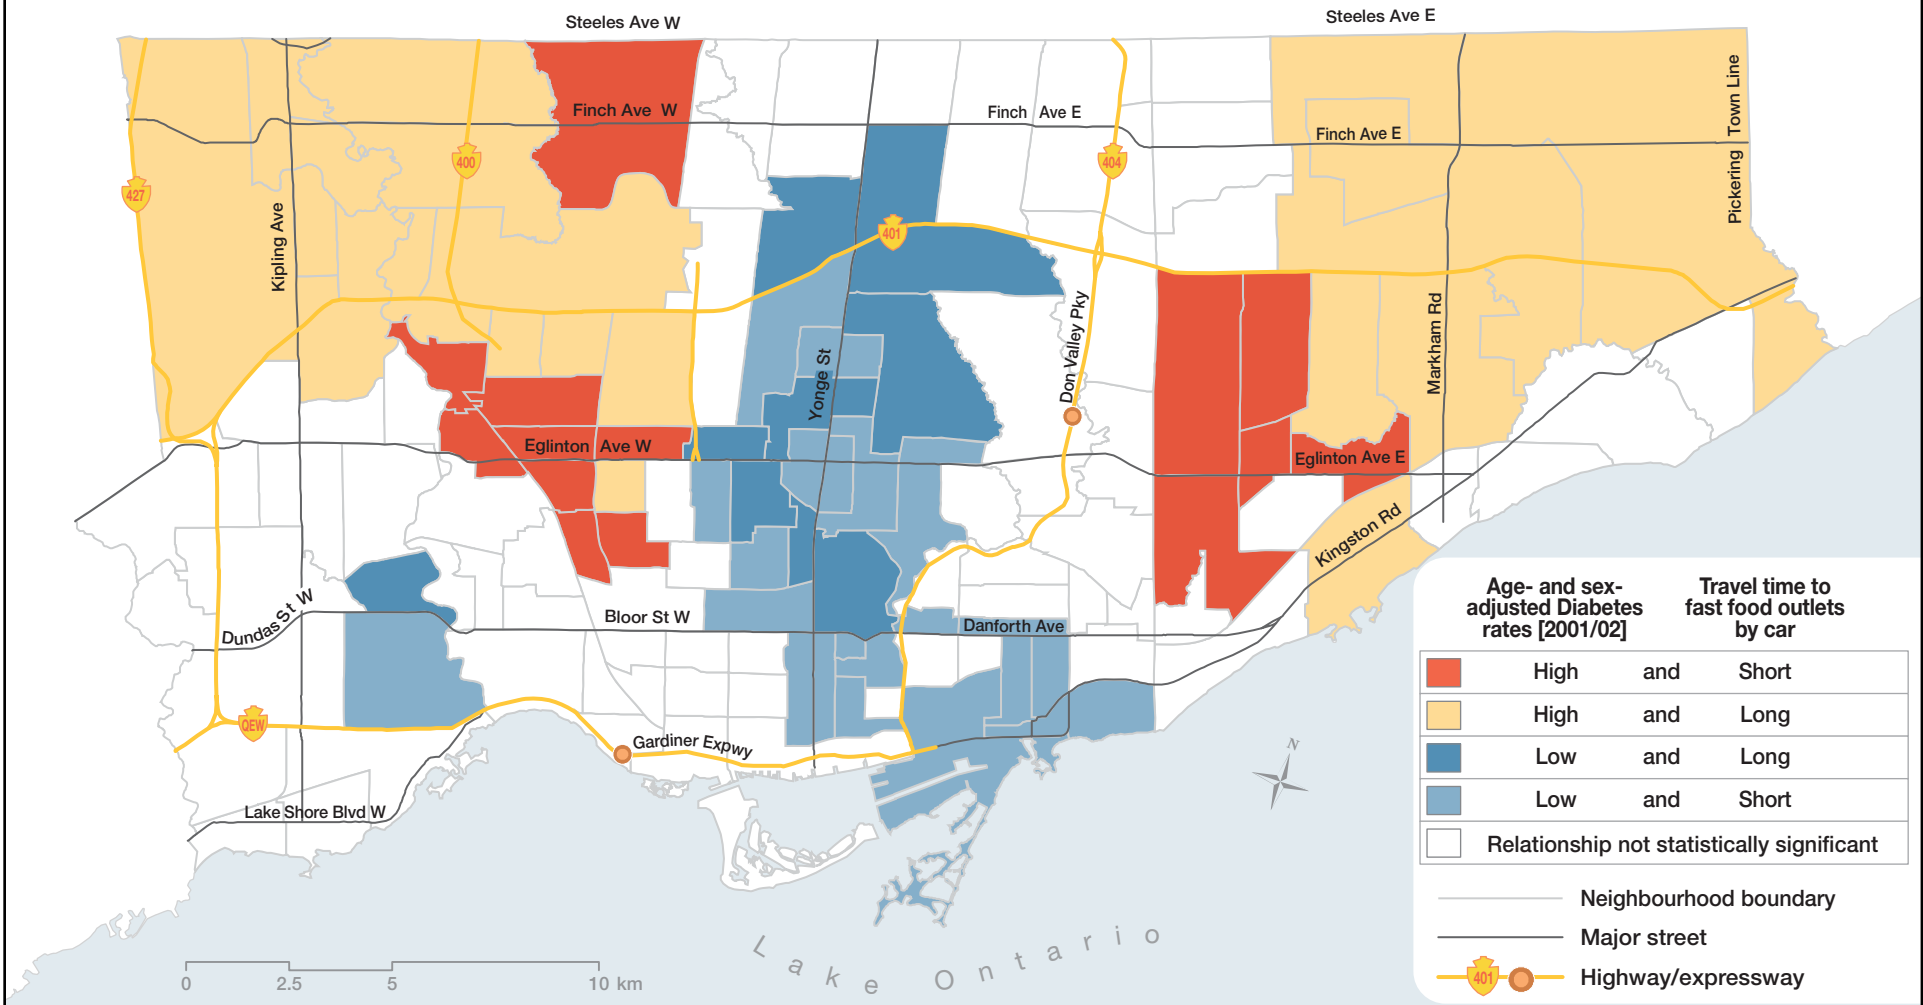 Steeles Ave W
Steeles Ave E
Finch Ave W
Finch Ave E
Finch Ave E
Pickering Town Line
427
400
404
401
Kipling Ave
Yonge St
Don Valley Pky
Markham Rd
Eglinton Ave W
Eglinton Ave E
Kingston Rd
Dundas St W
Bloor St W
Danforth Ave
QEW
Gardiner Expwy
Lake Shore Blvd W
N
Lake Ontario
0 2.5 5 10 km
Age- and sex-
adjusted Diabetes
rates [2001/02]
Travel time to
fast food outlets
by car
High and Short
High and Long
Low and Long
Low and Short
Relationship not statistically significant
Neighbourhood boundary
Major street
401 Highway/expressway